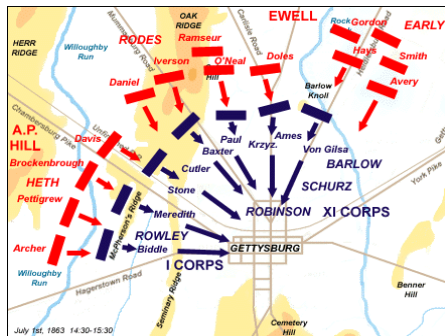 OAK
RIDGE
HERR
RIDGE
Willoughby
Run
Mummasburg Road
Carlisle Road
EWELL
EARLY
Rock
Gordon
Ramseur
RODES
Iverson
O'Neal
Doles
Hays
Smith
Avery
Daniel
Hill
Barlow
Knoll
Chambersburg Pike
A.P.
HILL
Davis
Paul
Baxter
Krzyz.
Ames
Von Gilsa
BARLOW
Brockenbrough
HETH
Pettigrew
Cutler
Stone
SCHURZ
York Pike
McPherson's Ridge
Meredith
ROBINSON
XI CORPS
ROWLEY
Archer
Biddle
GETTYSBURG
I CORPS
Willoughby
Run
Hagerstown Road
Seminary Ridge
Benner
Hill
Cemetery
Hill
July 1st, 1863 14:30-15:30